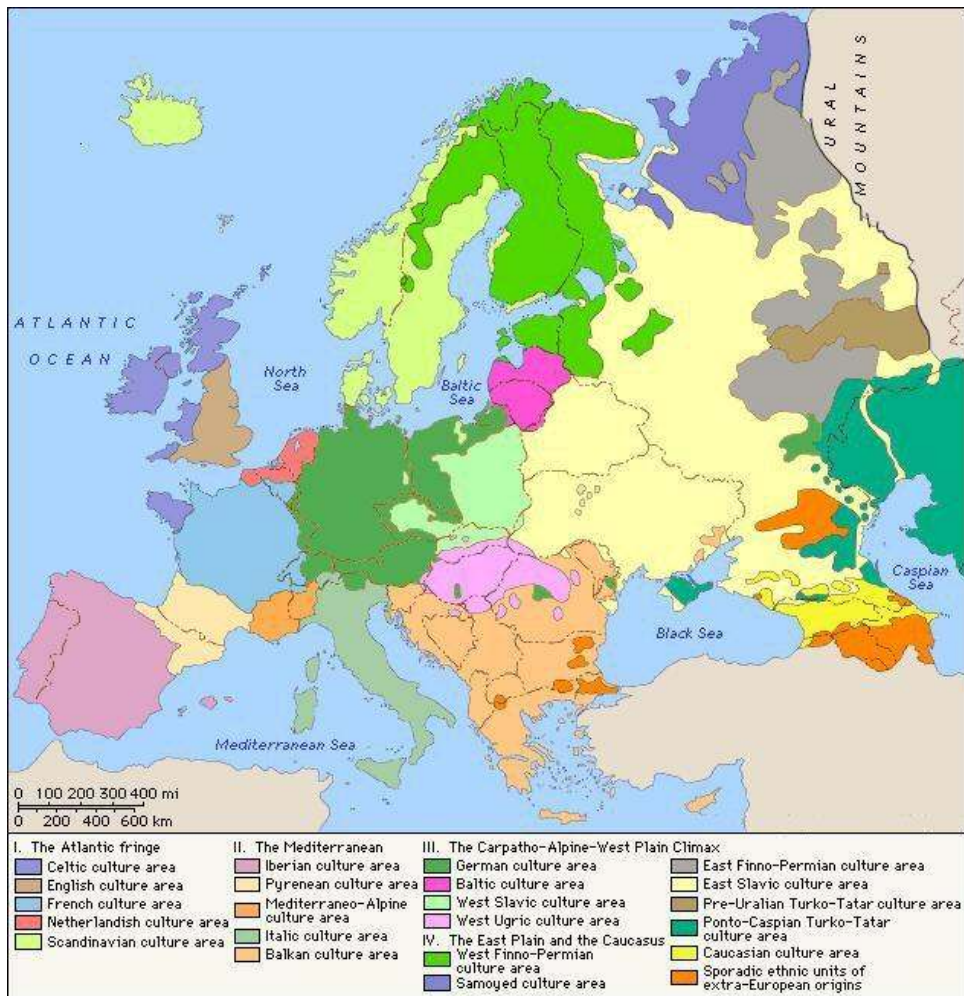 URAL
MOUNTAINS
ATLANTIC
OCEAN
North
Sea
Baltic
Sea
Caspian
Sea
Black Sea
Mediterranean Sea
0 100 200 300 400 mi
0 200 400 600 km
I. The Atlantic fringe
Celtic culture area
English culture area
French culture area
Netherlandish culture area
Scandinavian culture area
II. The Mediterranean
Iberian culture area
Pyrenean culture area
Mediterraneo-Alpine
culture area
Italic culture area
Balkan culture area
III. The Carpatho-Alpine-West Plain Climax
German culture area
Baltic culture area
West Slavic culture area
West Ugric culture area
IV. The East Plain and the Caucasus
West Finno-Permian
culture area
Samoyed culture area
East Finno-Permian culture area
East Slavic culture area
Pre-Uralian Turko-Tatar culture area
Ponto-Caspian Turko-Tatar
culture area
Caucasian culture area
Sporadic ethnic units of
extra-European origins